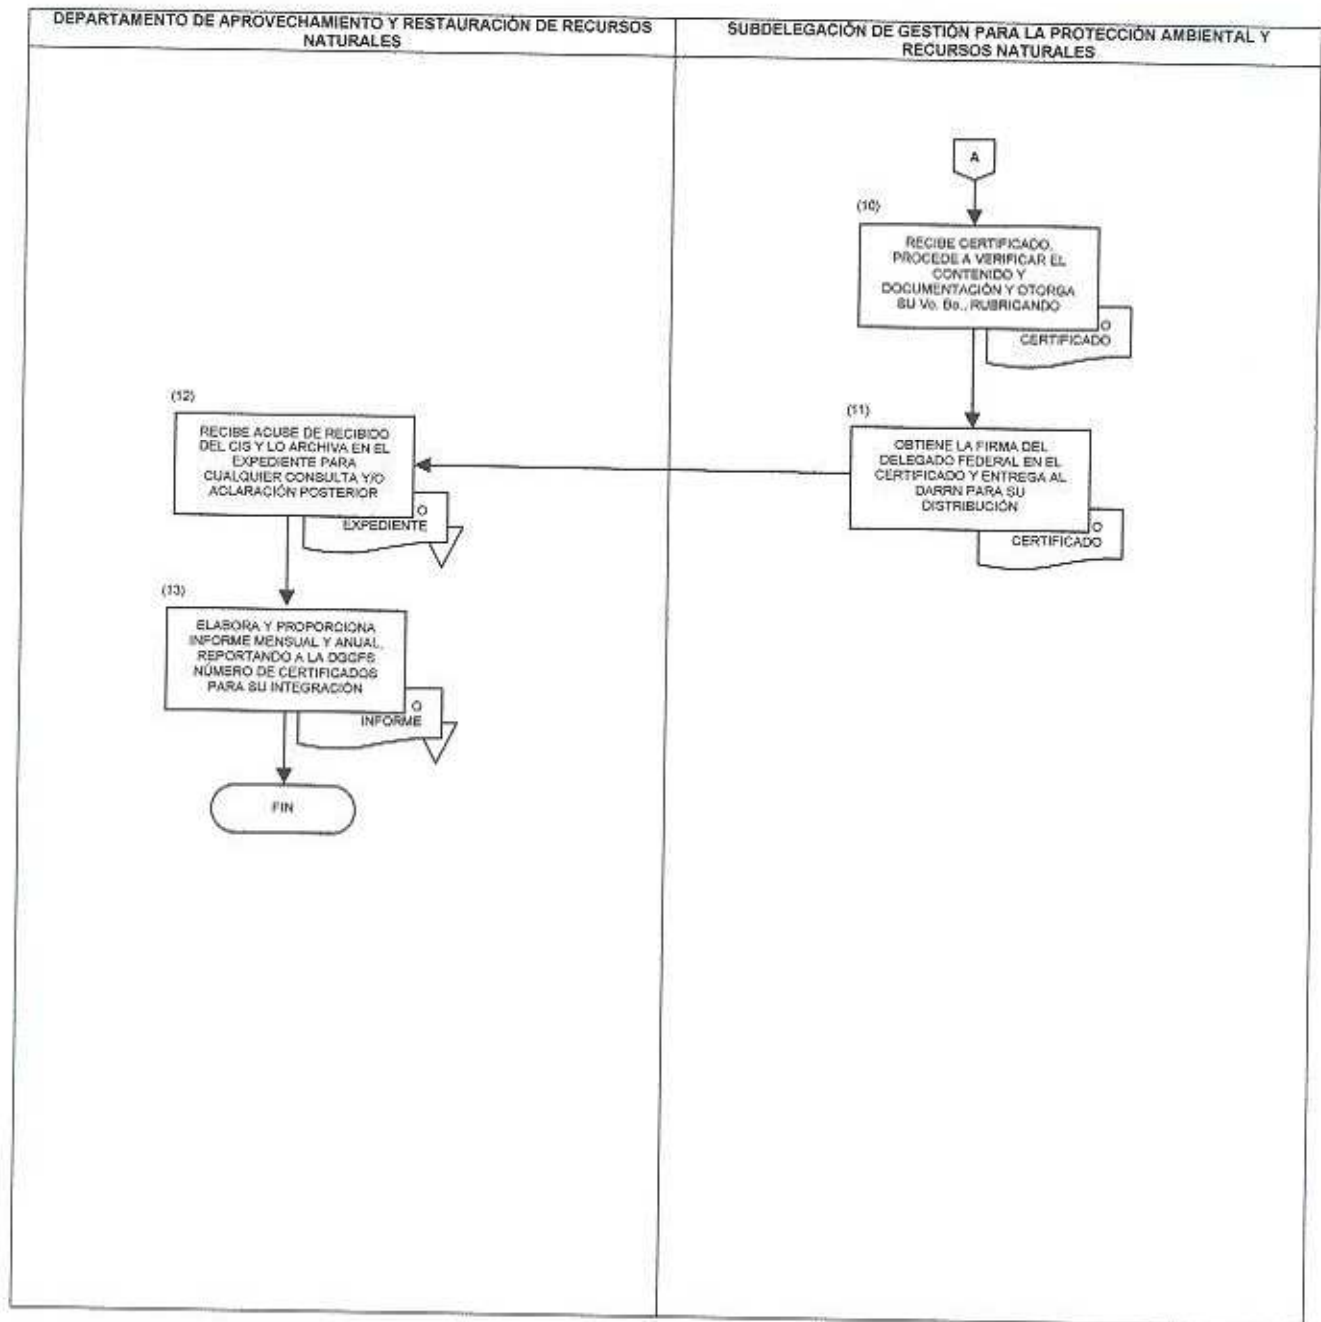 DEPARTAMENTO DE APROVECHAMIENTO Y RESTAURACIÓN DE RECURSOS
NATURALES
SUBDELEGACIÓN DE GESTIÓN PARA LA PROTECCIÓN AMBIENTAL Y
RECURSOS NATURALES
A
(10)
RECIBE CERTIFICADO,
PROCEDE A VERIFICAR EL
CONTENIDO Y
DOCUMENTACIÓN Y OTORGA
SU Vo. Bo., RUBRICANDO
O
CERTIFICADO
(11)
OBTIENE LA FIRMA DEL
DELEGADO FEDERAL EN EL
CERTIFICADO Y ENTREGA AL
DARRN PARA SU
DISTRIBUCIÓN
O
CERTIFICADO
(12)
RECIBE ACUSE DE RECIBIDO
DEL CIS Y LO ARCHIVA EN EL
EXPEDIENTE PARA
CUALQUIER CONSULTA Y/O
ACLARACIÓN POSTERIOR
O
EXPEDIENTE
(13)
ELABORA Y PROPORCIONA
INFORME MENSUAL Y ANUAL,
REPORTANDO A LA DGGFS
NÚMERO DE CERTIFICADOS
PARA SU INTEGRACIÓN
O
INFORME
FIN